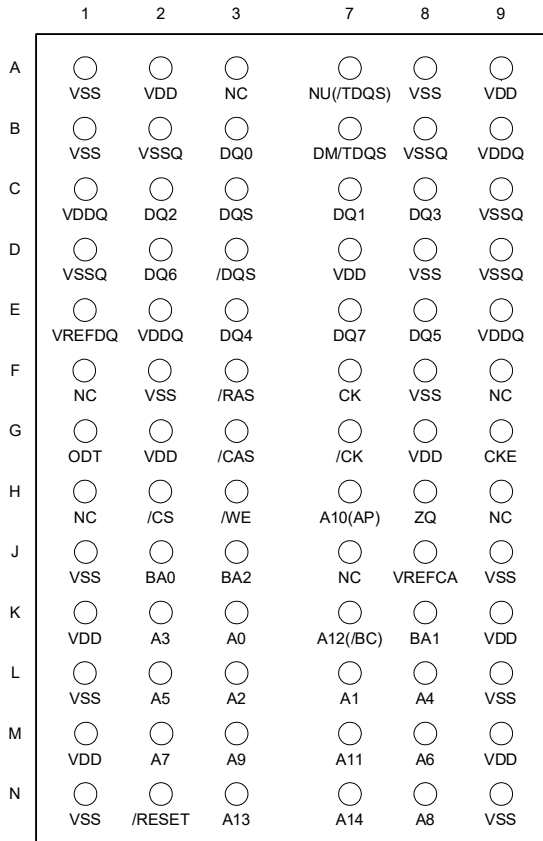 1 2 3 7 8 9
A
VSS VDD NC NU(/TDQS) VSS VDD
B
VSS VSSQ DQ0 DM/TDQS VSSQ VDDQ
C
VDDQ DQ2 DQS DQ1 DQ3 VSSQ
D
VSSQ DQ6 /DQS VDD VSS VSSQ
E
VREFDQ VDDQ DQ4 DQ7 DQ5 VDDQ
F
NC VSS /RAS CK VSS NC
G
ODT VDD /CAS /CK VDD CKE
H
NC /CS /WE A10(AP) ZQ NC
J
VSS BA0 BA2 NC VREFCA VSS
K
VDD A3 A0 A12(/BC) BA1 VDD
L
VSS A5 A2 A1 A4 VSS
M
VDD A7 A9 A11 A6 VDD
N
VSS /RESET A13 A14 A8 VSS